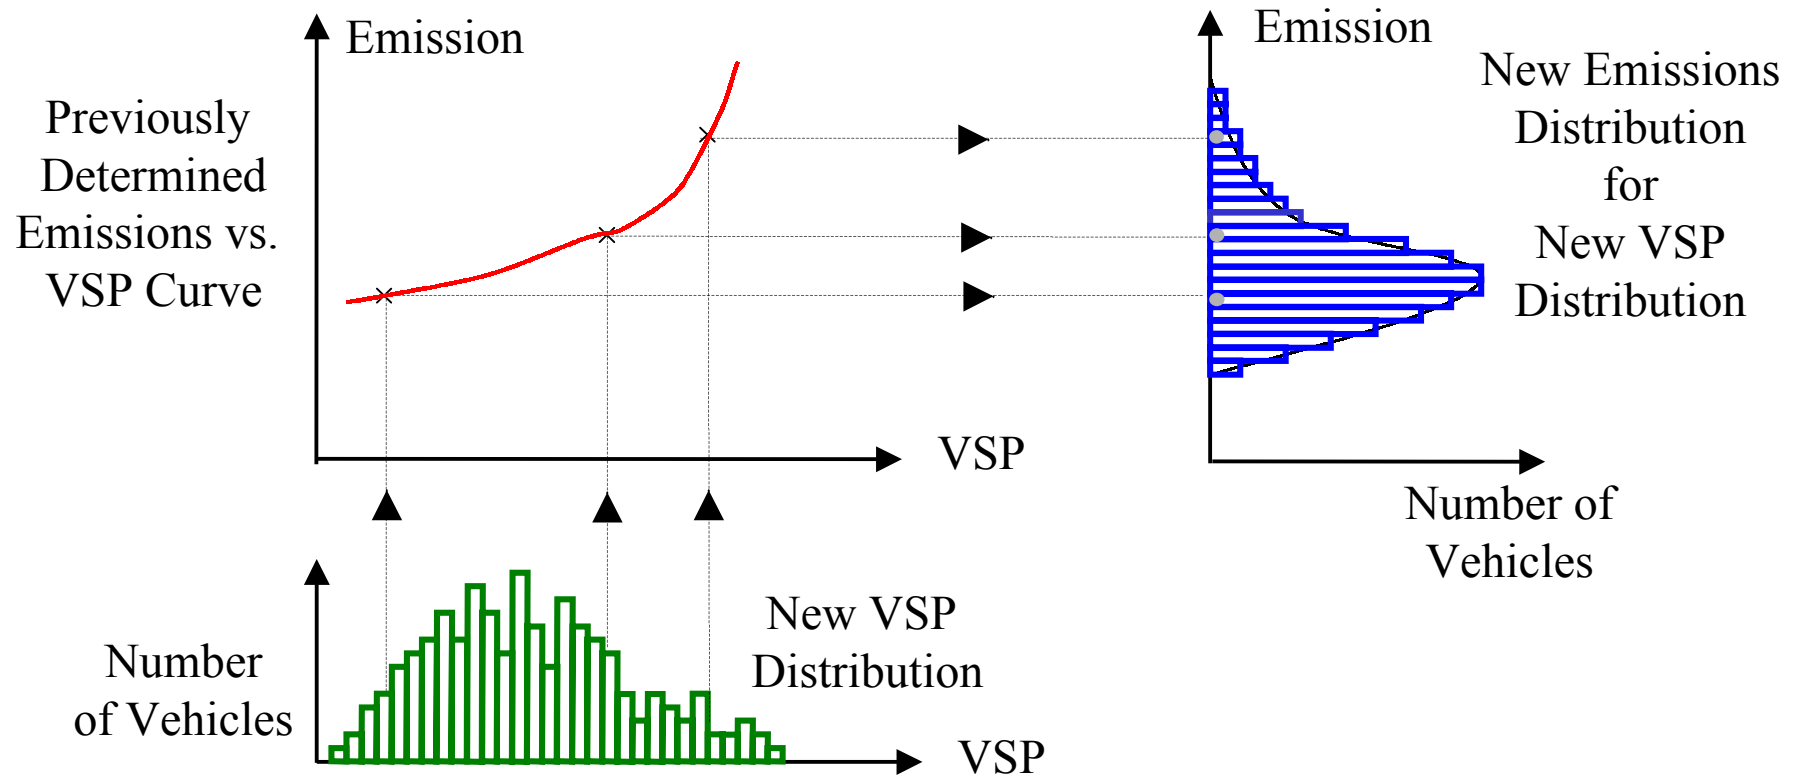 Emission
Previously
Determined
Emissions vs.
VSP Curve
VSP
Emission
New Emissions
Distribution
for
New VSP
Distribution
Number of
Vehicles
Number
of Vehicles
New VSP
Distribution
VSP